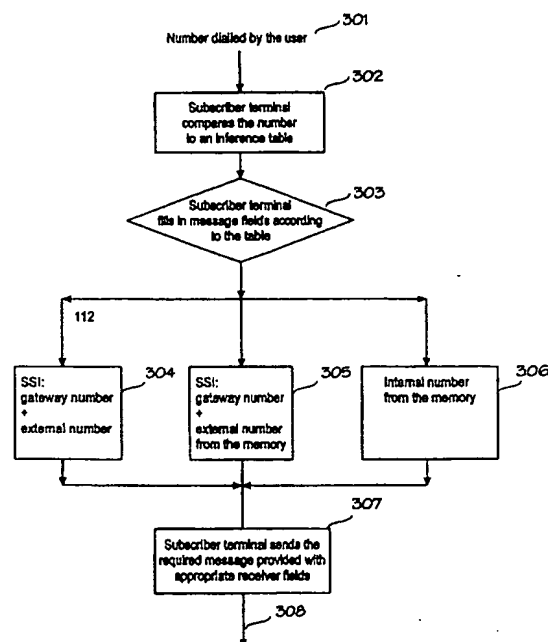 301
Number dialled by the user
302
Subscriber terminal
compares the number
to an inference table
303
Subscriber terminal
fills in message fields according
to the table
112
304
SSI:
gateway number
+
external number
305
SSI:
gateway number
+
external number
from the memory
306
Internal number
from the memory
307
Subscriber terminal sends the
required message provided with
appropriate receiver fields
308